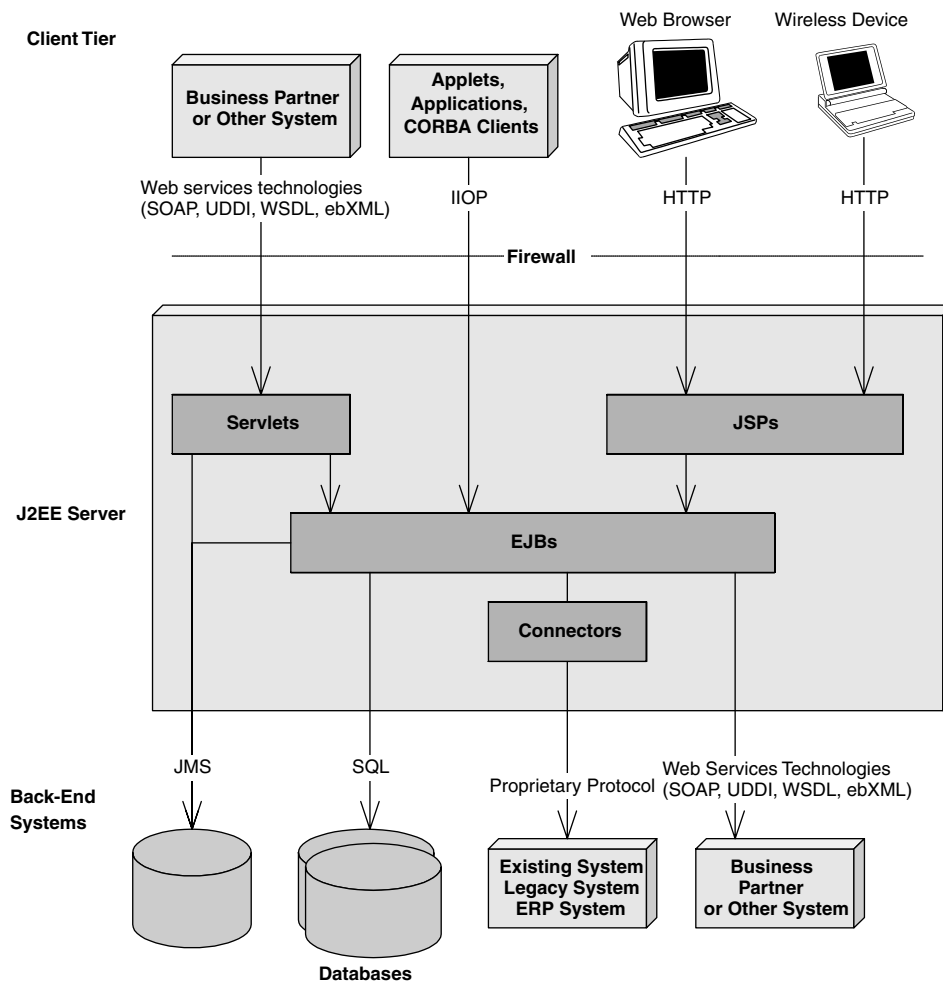 Web Browser
Wireless Device
Client Tier
Business Partner
or Other System
Applets,
Applications,
CORBA Clients
Web services technologies
(SOAP, UDDI, WSDL, ebXML)
IIOP
HTTP
HTTP
Firewall
Servlets
JSPs
J2EE Server
EJBs
Connectors
JMS
SQL
Proprietary Protocol
Web Services Technologies
(SOAP, UDDI, WSDL, ebXML)
Back-End
Systems
Existing System
Legacy System
ERP System
Business
Partner
or Other System
Databases